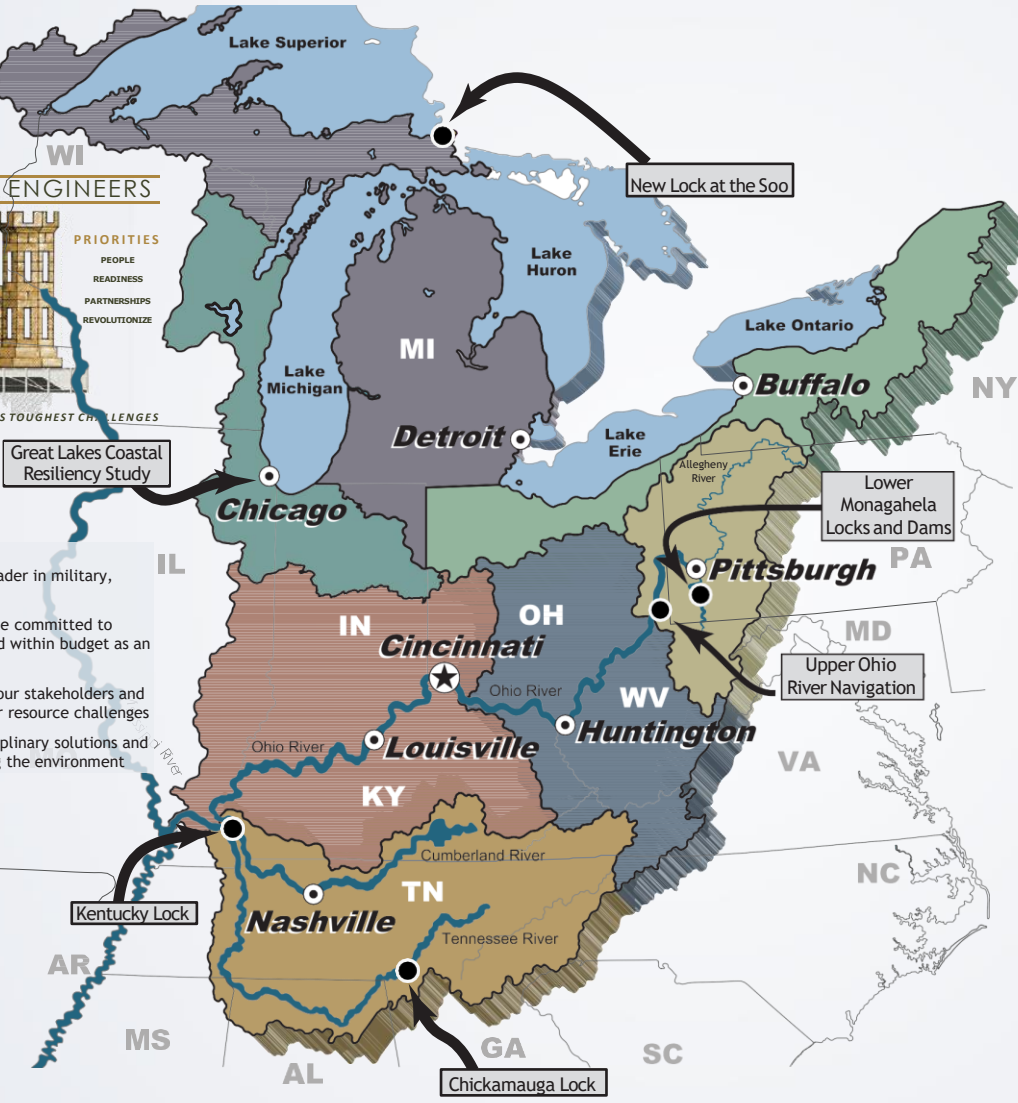 Lake Superior
WI
ENGINEERS
New Lock at the Soo
PRIORITIES
PEOPLE
READINESS
PARTNERSHIPS
REVOLUTIONIZE
Lake
Huron
Lake Ontario
MI
Lake
Michigan
Buffalo
NY
S TOUGHEST CHALLENGES
Detroit
Lake
Erie
Great Lakes Coastal
Resiliency Study
Allegheny
River
Lower
Monagahela
Locks and Dams
Chicago
IL
PA
Pittsburgh
ader in military,
IN
OH
e committed to
d within budget as an
MD
Cincinnati
Upper Ohio
River Navigation
our stakeholders and
r resource challenges
Ohio River
WV
Huntington
plinary solutions and
g the environment
River
Ohio River
Louisville
VA
KY
Cumberland River
NC
TN
Kentucky Lock
Nashville
Tennessee River
AR
MS
AL
GA
SC
Chickamauga Lock